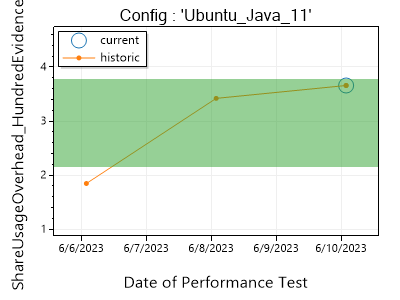 Config : 'Ubuntu_Java_11'
current
historic
ShareUsageOverhead_HundredEvidence
4
3
2
1
6/6/2023
6/7/2023
6/8/2023
6/9/2023
6/10/2023
Date of Performance Test